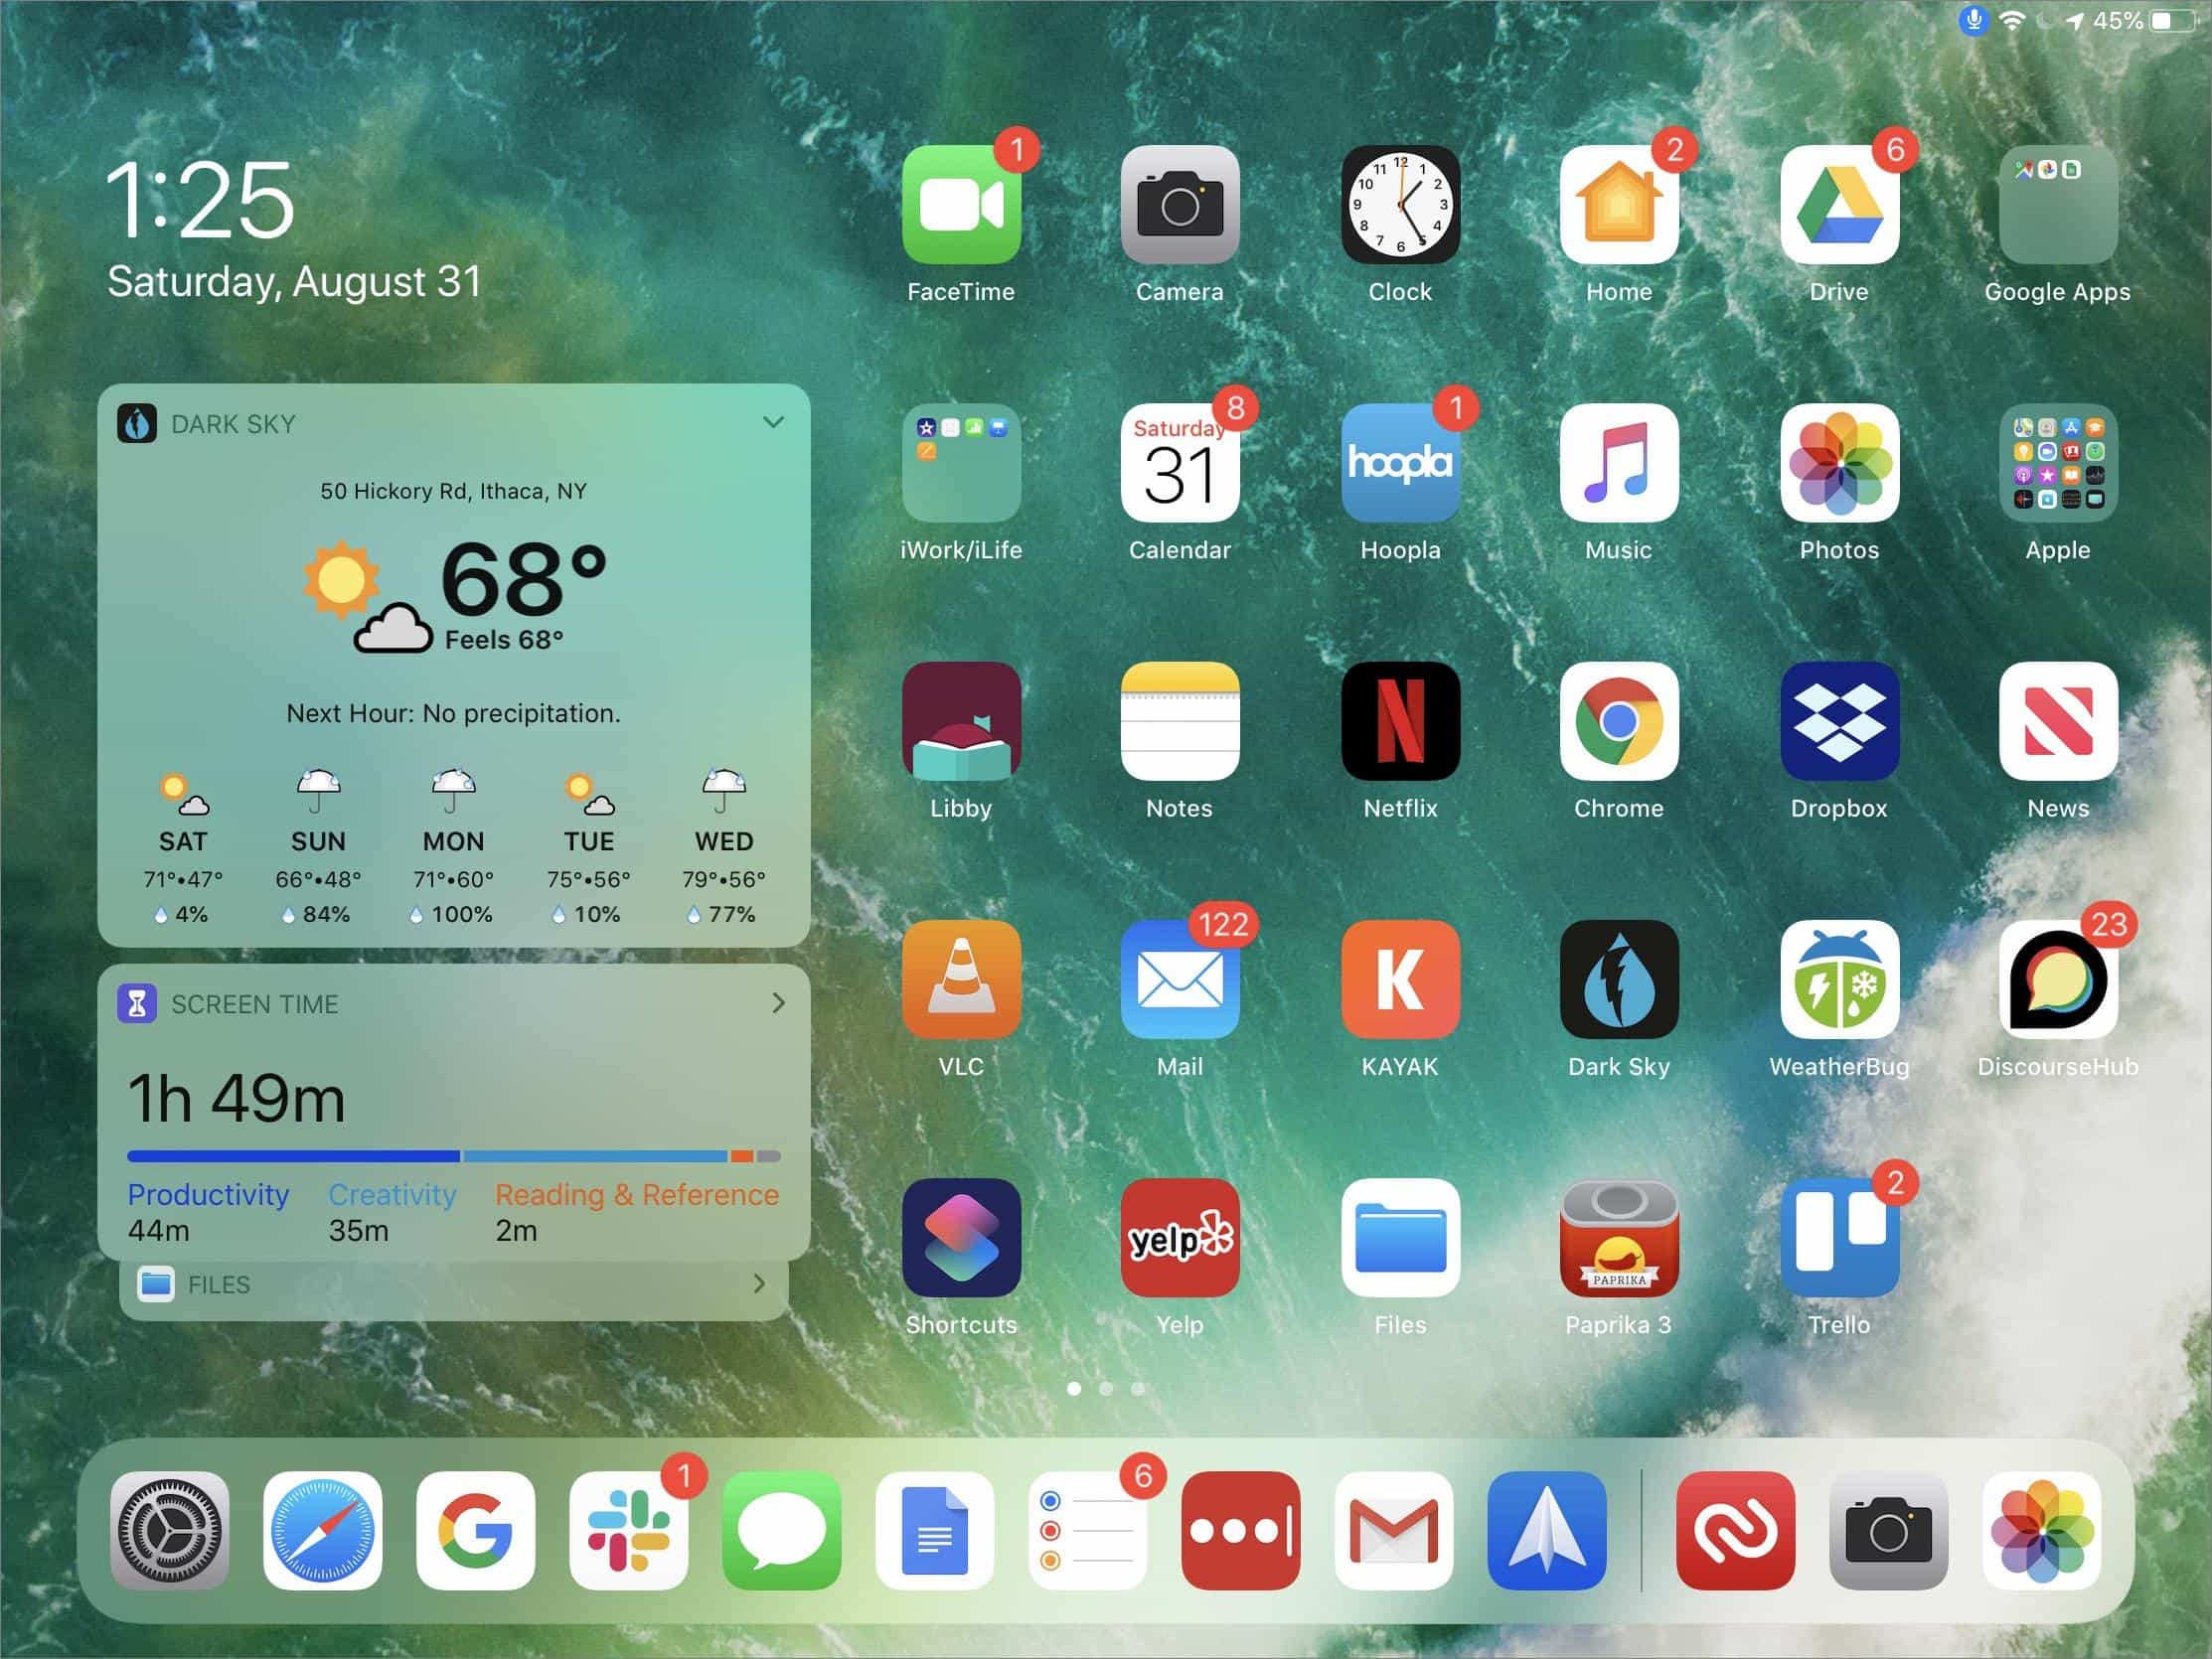 45%
1:25
Saturday, August 31
DARK SKY
50 Hickory Rd, Ithaca, NY
68°
Feels 68°
Next Hour: No precipitation.
SAT SUN MON TUE WED
71°•47° 66°•48° 71°•60° 75°•56° 79°•56°
4% 84% 100% 10% 77%
SCREEN TIME
1h 49m
Productivity Creativity Reading & Reference
44m 35m 2m
FILES
1 2 6
12 1 2 3 4 5 6 7 8 9 10 11
FaceTime Camera Clock Home Drive Google Apps
8 1
Saturday
31
hoopla
iWork/iLife Calendar Hoopla Music Photos Apple
N
Libby Notes Netflix Chrome Dropbox News
122 23
K
VLC Mail KAYAK Dark Sky WeatherBug DiscourseHub
2
yelp
PAPRIKA
Shortcuts Yelp Files Paprika 3 Trello
1 6
G